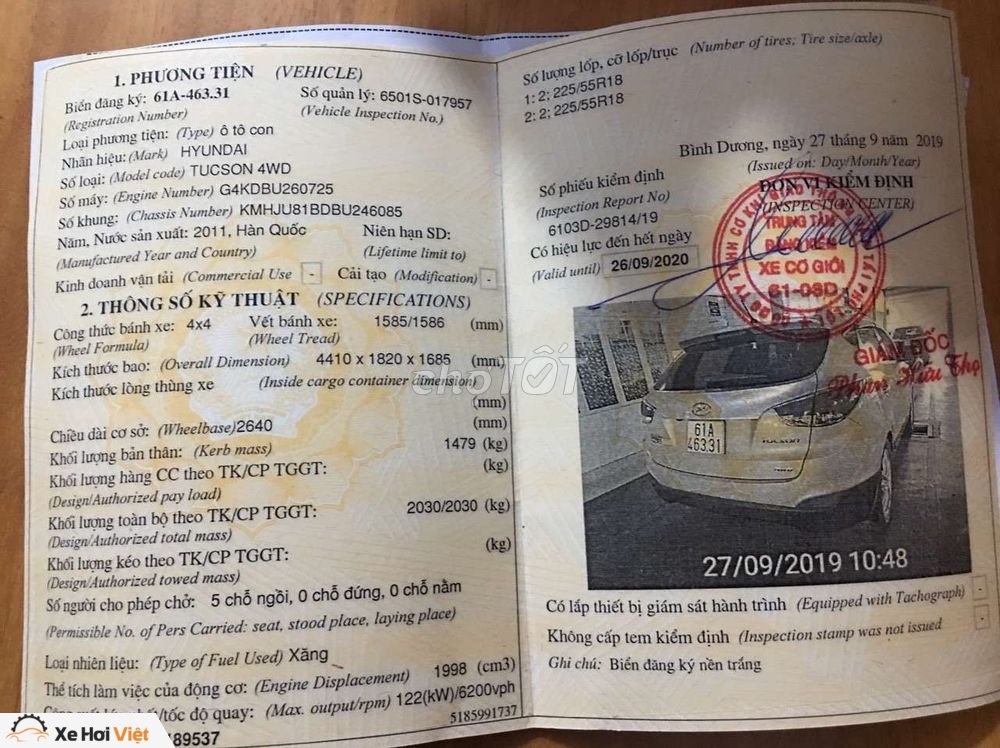 1. PHƯƠNG TIỆN (VEHICLE)
Biển đăng ký: 61A-463.31 Số quản lý: 6501S-017957
(Registration Number) (Vehicle Inspection No.)
Loại phương tiện: (Type) ô tô con
Nhãn hiệu: (Mark) HYUNDAI
Số loại: (Model code) TUCSON 4WD
Số máy: (Engine Number) G4KDBU260725
Số khung: (Chassis Number) KMHJU81BDBU246085
Năm, Nước sản xuất: 2011, Hàn Quốc Niên hạn SD:
(Manufactured Year and Country) (Lifetime limit to)
Kinh doanh vận tải (Commercial Use - Cải tạo (Modification) -
2. THÔNG SỐ KỸ THUẬT (SPECIFICATIONS)
Công thức bánh xe: 4x4 Vết bánh xe: 1585/1586 (mm)
(Wheel Formula) (Wheel Tread)
Kích thước bao: (Overall Dimension) 4410 x 1820 x 1685 (mm)
Kích thước lòng thùng xe (Inside cargo container dimension)
(mm)
Chiều dài cơ sở: (Wheelbase)2640 (mm)
Khối lượng bản thân: (Kerb mass) 1479 (kg)
Khối lượng hàng CC theo TK/CP TGGT: (kg)
(Design/Authorized pay load)
Khối lượng toàn bộ theo TK/CP TGGT: 2030/2030 (kg)
(Design/Authorized total mass)
Khối lượng kéo theo TK/CP TGGT: (kg)
(Design/Authorized towed mass)
Số người cho phép chở: 5 chỗ ngồi, 0 chỗ đứng, 0 chỗ nằm
(Permissible No. of Pers Carried: seat, stood place, laying place)
Loại nhiên liệu: (Type of Fuel Used) Xăng
Thể tích làm việc của động cơ: (Engine Displacement) 1998 (cm3)
/tốc độ quay: (Max. output/rpm) 122(kW)/6200vph
5185991737
189537
Xe Hơi Việt
Số lượng lốp, cỡ lốp/trục (Number of tires; Tire size/axle)
1: 2; 225/55R18
2: 2; 225/55R18
Bình Dương, ngày 27 tháng 9 năm 2019
(Issued on: Day/Month/Year)
Số phiếu kiểm định ĐƠN VỊ KIỂM ĐỊNH
(Inspection Report No) (INSPECTION CENTER)
6103D-29814/19
Có hiệu lực đến hết ngày
(Valid until) 26/09/2020
TRUNG TÂM
ĐĂNG KIỂM
XE CƠ GIỚI
61-03D
GIÁM ĐỐC
Phan Hữu Thọ
chợTỐT
61A
463.31
TUCSON
27/09/2019 10:48
Có lắp thiết bị giám sát hành trình (Equipped with Tachograph) -
Không cấp tem kiểm định (Inspection stamp was not issued -
Ghi chú: Biển đăng ký nền trắng